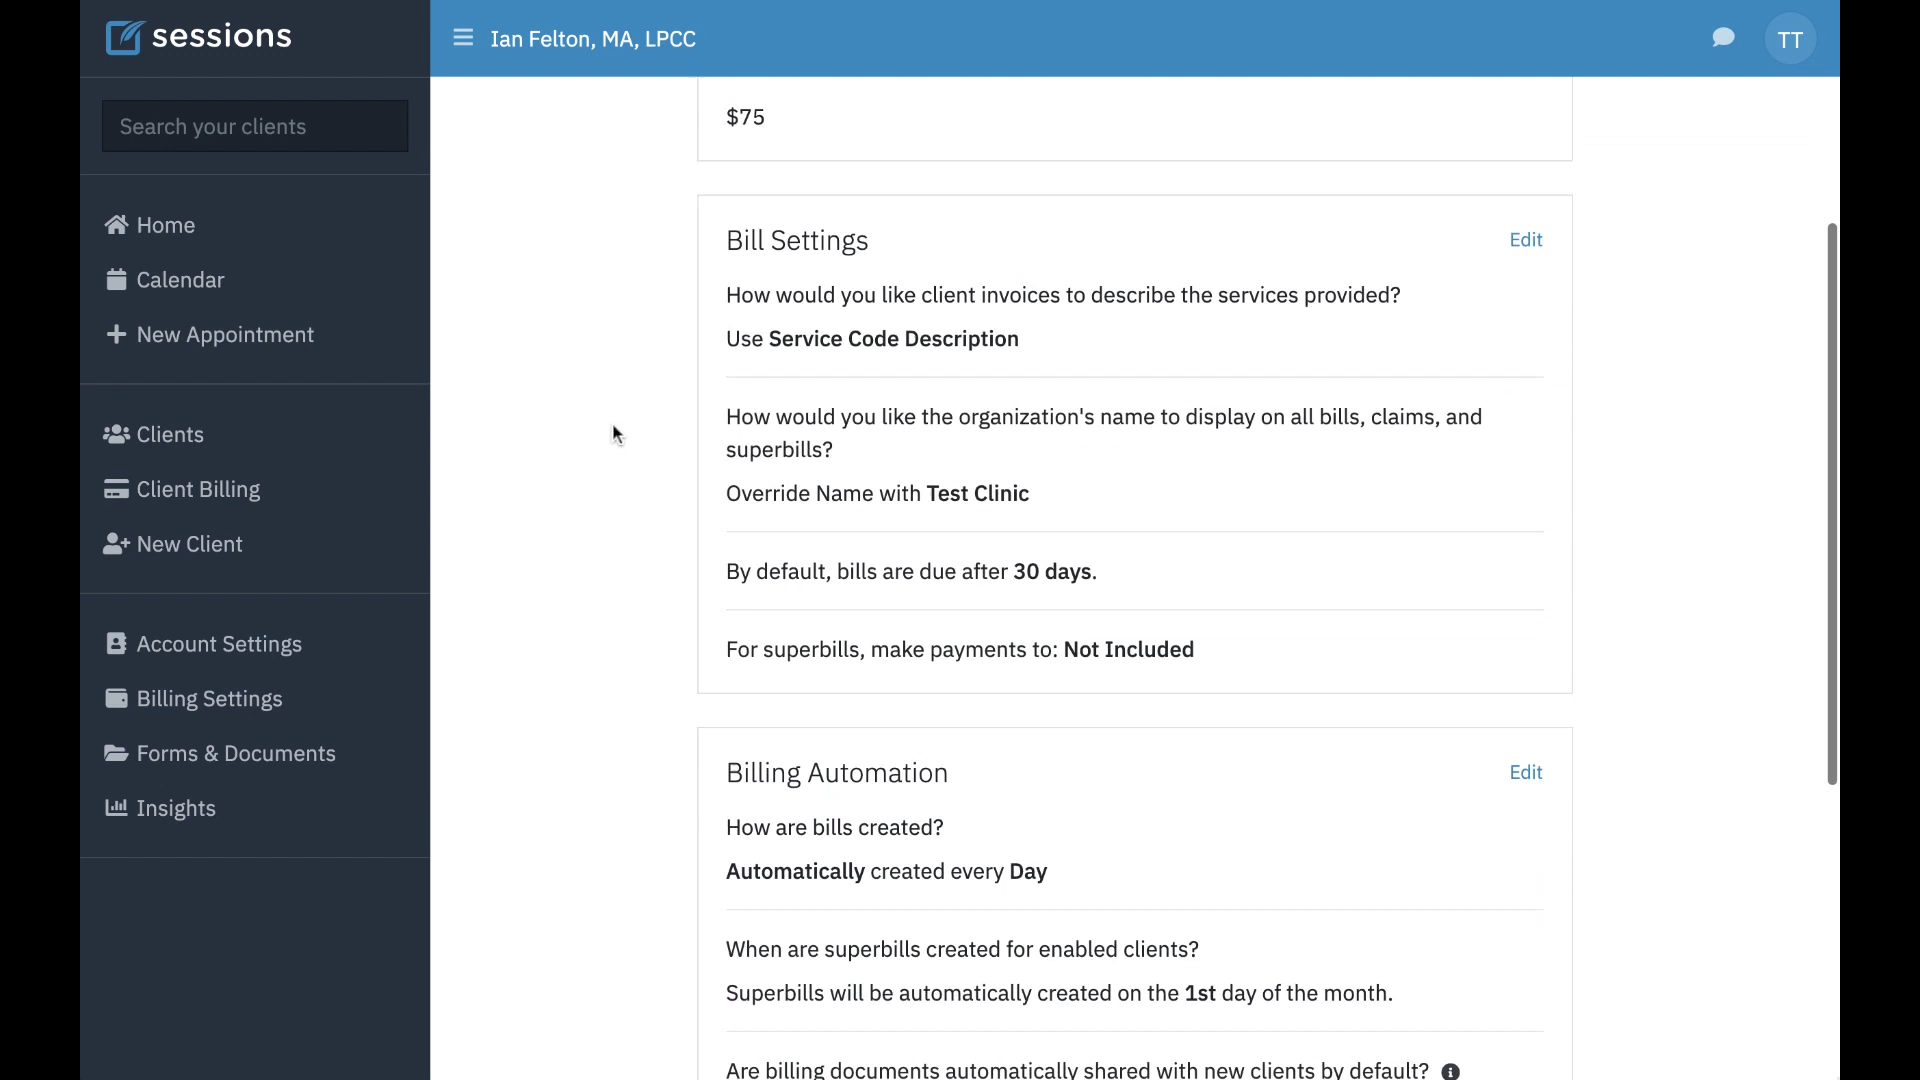 sessions
Ian Felton, MA, LPCC
TT
Search your clients
Home
Calendar
New Appointment
Clients
Client Billing
New Client
Account Settings
Billing Settings
Forms & Documents
Insights
$75
Bill Settings
Edit
How would you like client invoices to describe the services provided?
Use Service Code Description
How would you like the organization's name to display on all bills, claims, and
superbills?
Override Name with Test Clinic
By default, bills are due after 30 days.
For superbills, make payments to: Not Included
Billing Automation
Edit
How are bills created?
Automatically created every Day
When are superbills created for enabled clients?
Superbills will be automatically created on the 1st day of the month.
Are billing documents automatically shared with new clients by default?